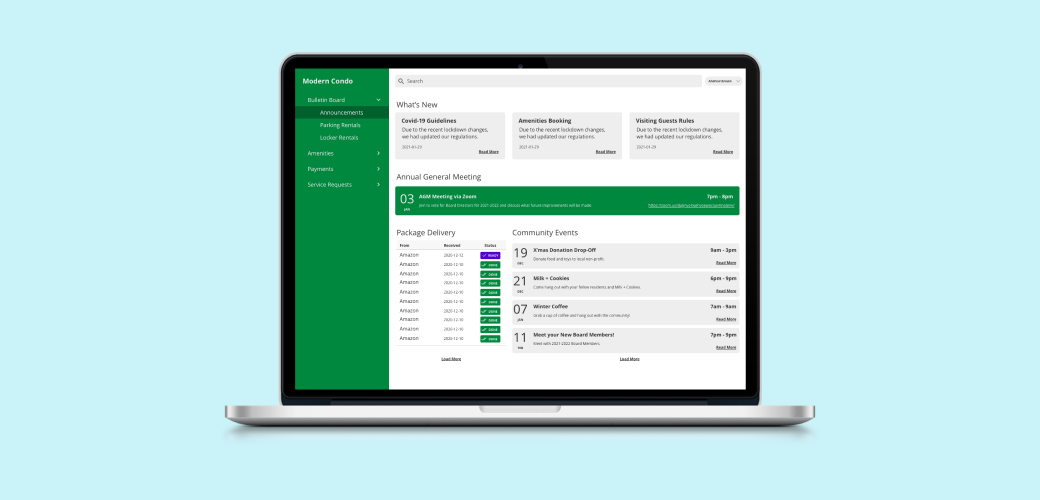 Modern Condo
Bulletin Board
Announcements
Parking Rentals
Locker Rentals
Amenities
Payments
Service Requests
Search
What's New
Covid-19 Guidelines
Due to the recent lockdown changes,
we had updated our regulations.
2021-01-29
Read More
Amenities Booking
Due to the recent lockdown changes,
we had updated our regulations.
2021-01-29
Read More
Visiting Guests Rules
Due to the recent lockdown changes,
we had updated our regulations.
2021-01-29
Read More
Annual General Meeting
03
JAN
AGM Meeting via Zoom
Join to vote for Board Directors for 2021-2022 and discuss what future improvements will be made.
7pm - 8pm
Package Delivery
From Received Status
Amazon 2020-12-12 READY
Amazon 2020-12-10 DONE
Amazon 2020-12-10 DONE
Amazon 2020-12-10 DONE
Amazon 2020-12-10 DONE
Amazon 2020-12-10 DONE
Amazon 2020-12-10 DONE
Amazon 2020-12-10 DONE
Amazon 2020-12-10 DONE
Amazon 2020-12-10 DONE
Load More
Community Events
19
DEC
X'mas Donation Drop-Off
Donate food and toys to local non-profit.
9am - 3pm
Read More
21
DEC
Milk + Cookies
Come hang out with your fellow residents and Milk + Cookies.
6pm - 9pm
Read More
07
JAN
Winter Coffee
Grab a cup of coffee and hang out with the community!
7am - 9am
Read More
11
Meet your New Board Members!
Meet with 2021-2022 Board Members.
7pm - 9pm
Read More
Load More